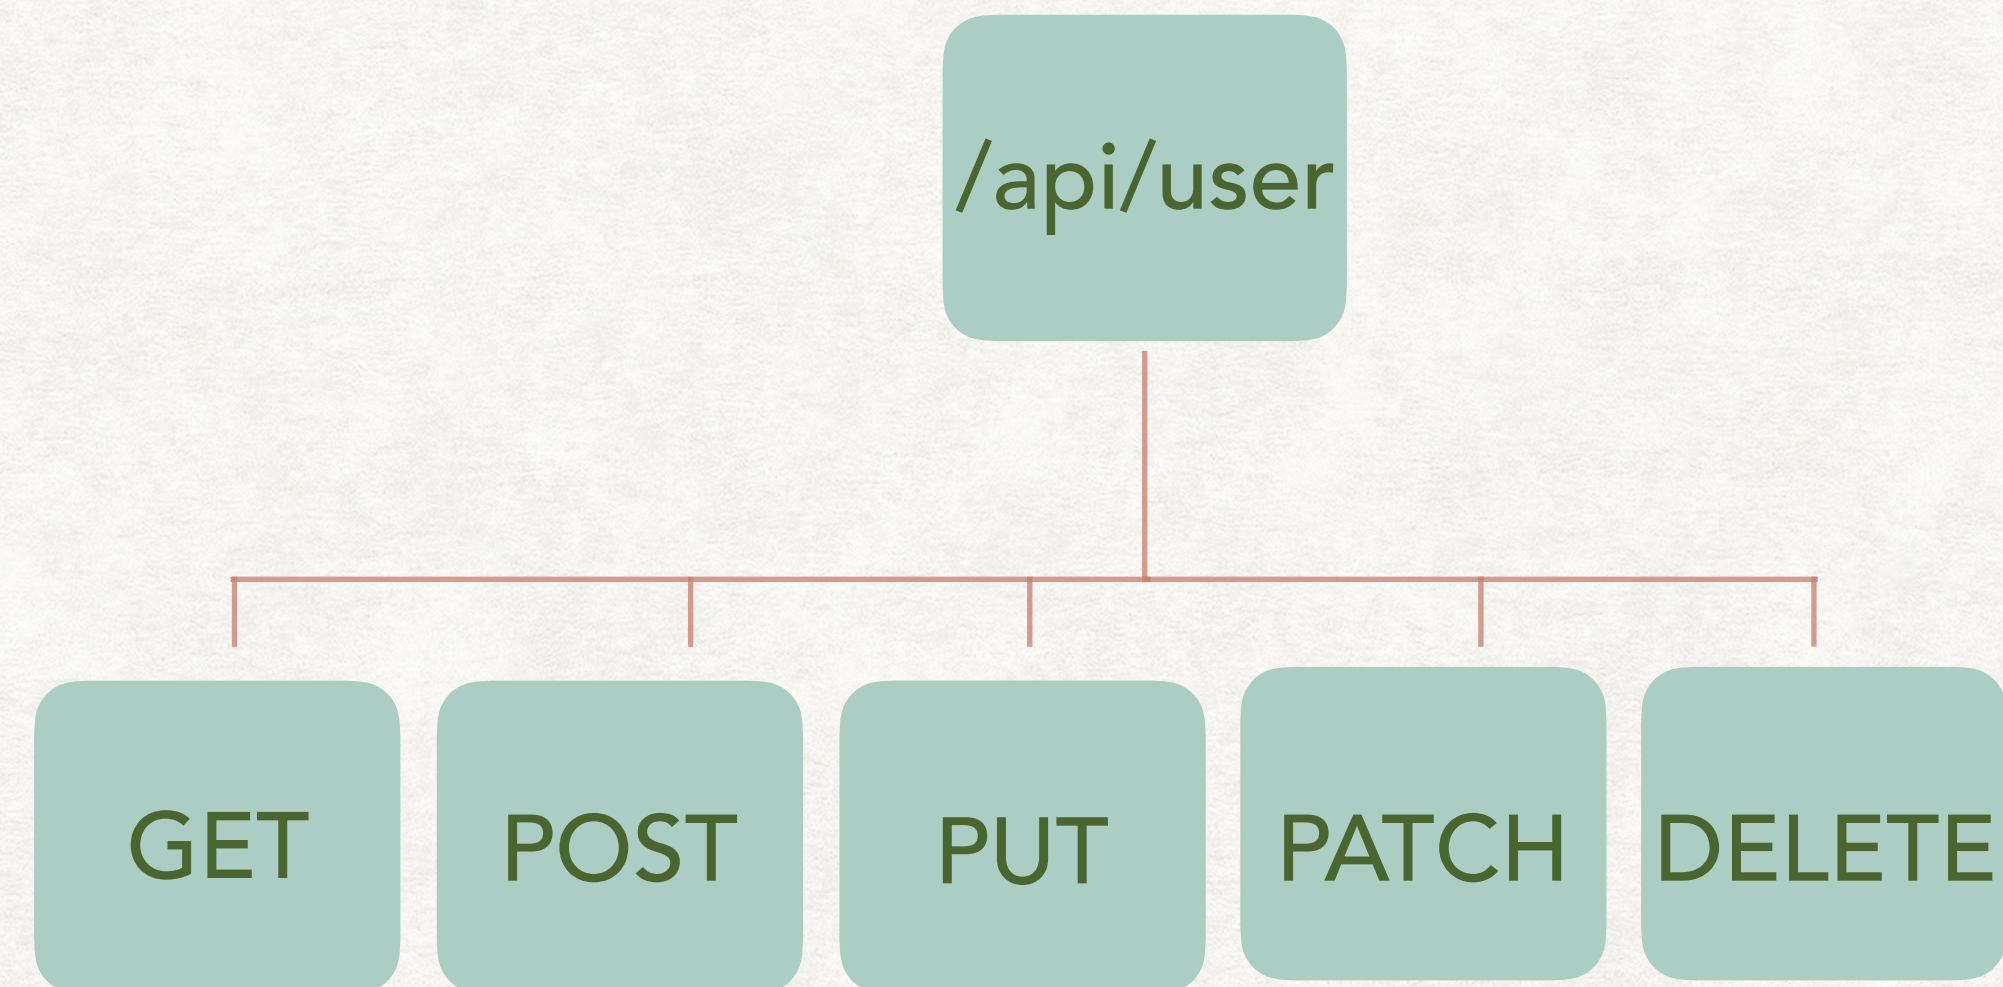 /api/user
GET
POST
PUT
PATCH
DELETE